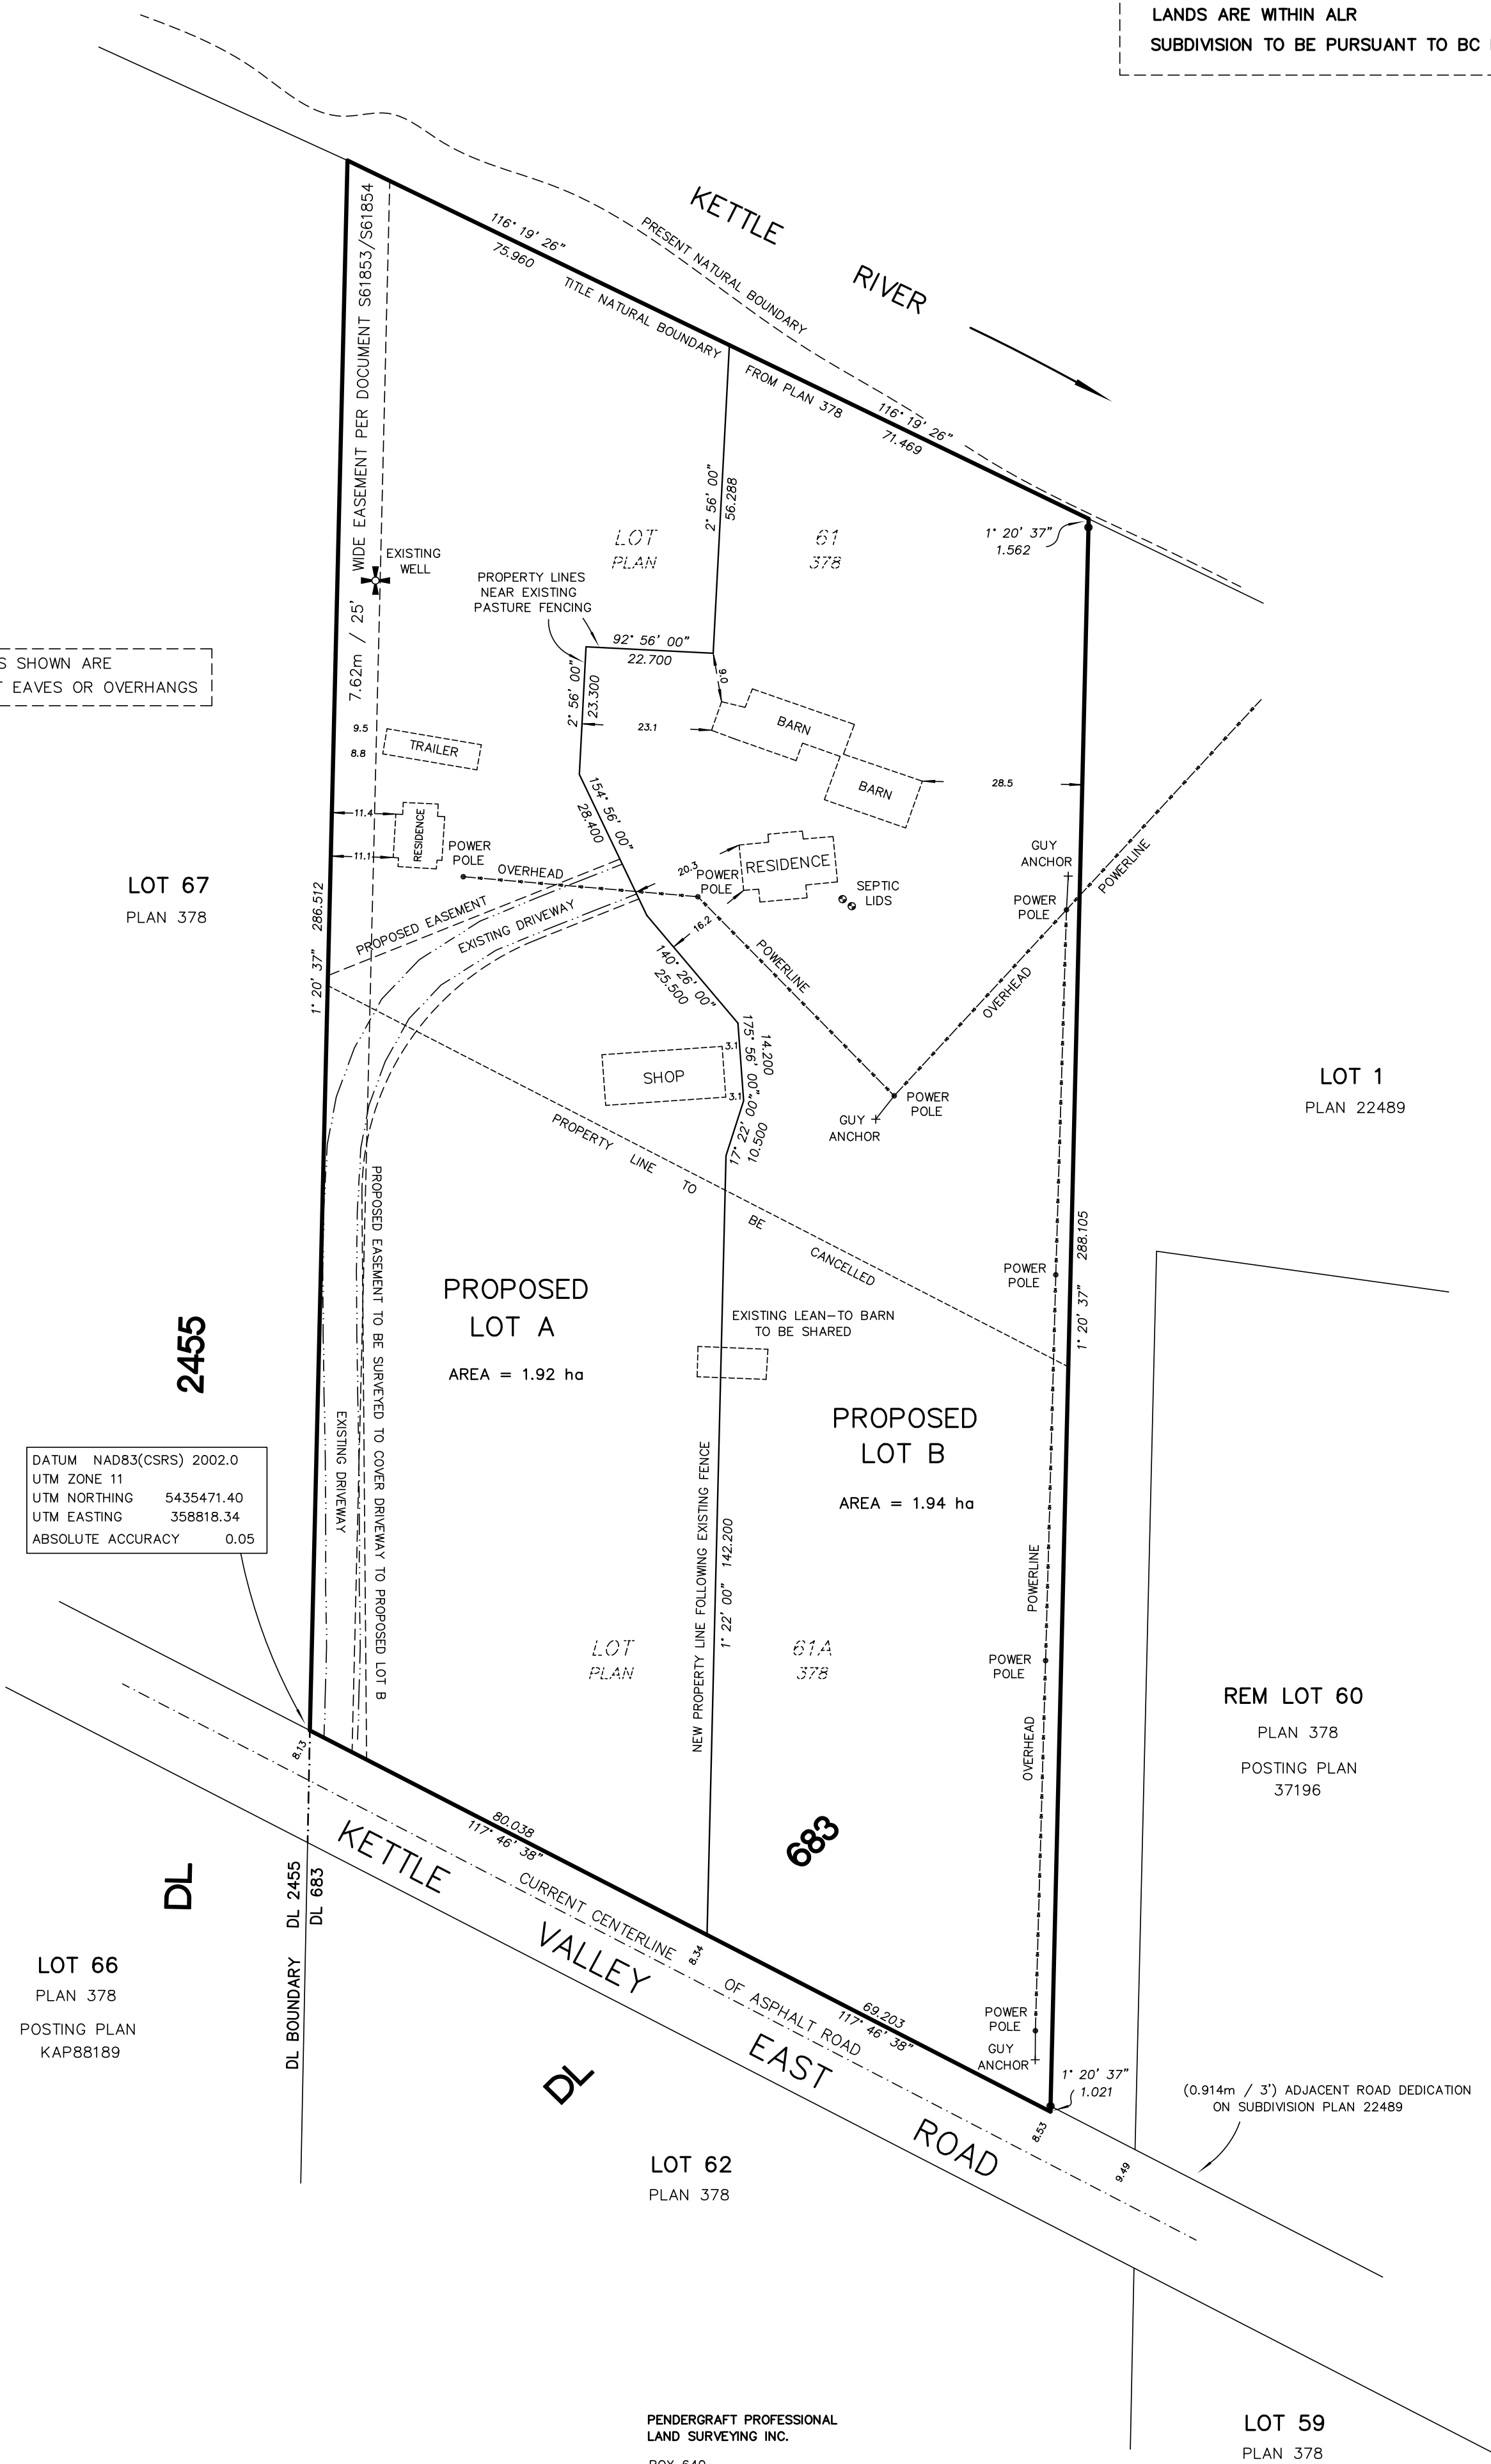 LANDS ARE WITHIN ALR
SUBDIVISION TO BE PURSUANT TO BC
KETTLE
RIVER
PRESENT NATURAL BOUNDARY
116° 19' 26"
75.960
TITLE NATURAL BOUNDARY
FROM PLAN 378
116° 19' 26"
71.469
1° 20' 37"
1.562
7.62m / 25' WIDE EASEMENT PER DOCUMENT S61853/S61854
EXISTING
WELL
2° 56' 00"
56.288
LOT 61
PLAN 378
PROPERTY LINES
NEAR EXISTING
PASTURE FENCING
92° 56' 00"
22.700
S SHOWN ARE
EAVES OR OVERHANGS
2° 56' 00"
23.300
9.0
23.1
BARN
BARN
28.5
9.5
8.8
TRAILER
11.4
11.1
RESIDENCE
154° 56' 00"
28.400
POWER
POLE
OVERHEAD
20.3
POWER
POLE
RESIDENCE
SEPTIC
LIDS
GUY
ANCHOR
POWER
POLE
POWERLINE
LOT 67
PLAN 378
1° 20' 37" 286.512
PROPOSED EASEMENT
EXISTING DRIVEWAY
16.2
140° 26' 00"
25.500
POWERLINE
OVERHEAD
SHOP
3.1
3.1
175° 56' 00"
14.200
17° 22' 00"
10.500
POWER
POLE
GUY
ANCHOR
LOT 1
PLAN 22489
PROPERTY LINE TO BE CANCELLED
PROPOSED EASEMENT TO BE SURVEYED TO COVER DRIVEWAY TO PROPOSED LOT B
EXISTING DRIVEWAY
PROPOSED
LOT A
AREA = 1.92 ha
EXISTING LEAN-TO BARN
TO BE SHARED
POWER
POLE
1° 20' 37" 288.105
2455
PROPOSED
LOT B
AREA = 1.94 ha
DATUM NAD83(CSRS) 2002.0
UTM ZONE 11
UTM NORTHING 5435471.40
UTM EASTING 358818.34
ABSOLUTE ACCURACY 0.05
NEW PROPERTY LINE FOLLOWING EXISTING FENCE
1° 22' 00" 142.200
POWERLINE
LOT 61A
PLAN 378
POWER
POLE
OVERHEAD
REM LOT 60
PLAN 378
POSTING PLAN
37196
8.13
80.038
117° 46' 38"
683
KETTLE VALLEY EAST ROAD
CURRENT CENTERLINE OF ASPHALT ROAD
8.34
69.203
117° 46' 38"
DL
DL BOUNDARY DL 2455
DL 683
LOT 66
PLAN 378
POSTING PLAN
KAP88189
POWER
POLE
GUY
ANCHOR
1° 20' 37"
1.021
(0.914m / 3') ADJACENT ROAD DEDICATION
ON SUBDIVISION PLAN 22489
DL
8.53
9.49
LOT 62
PLAN 378
PENDERGRAFT PROFESSIONAL
LAND SURVEYING INC.
BOX 640
LOT 59
PLAN 378